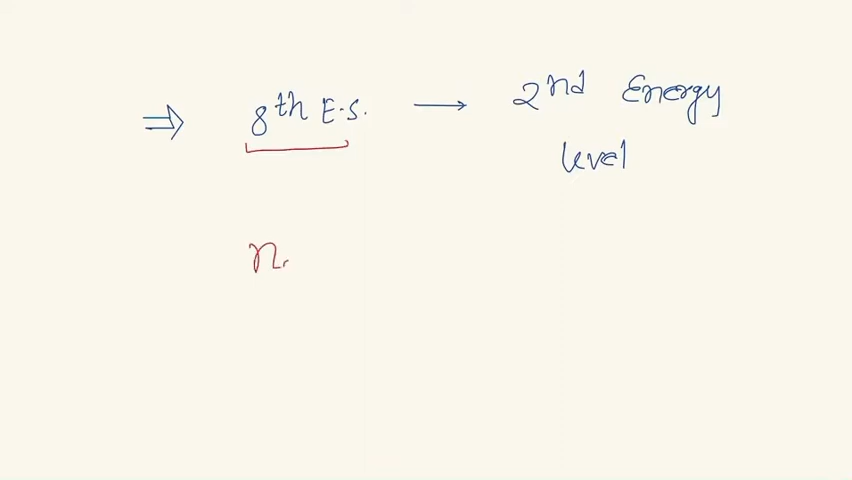 ⇒ 8th E.S. → 2nd Energy
level
n.